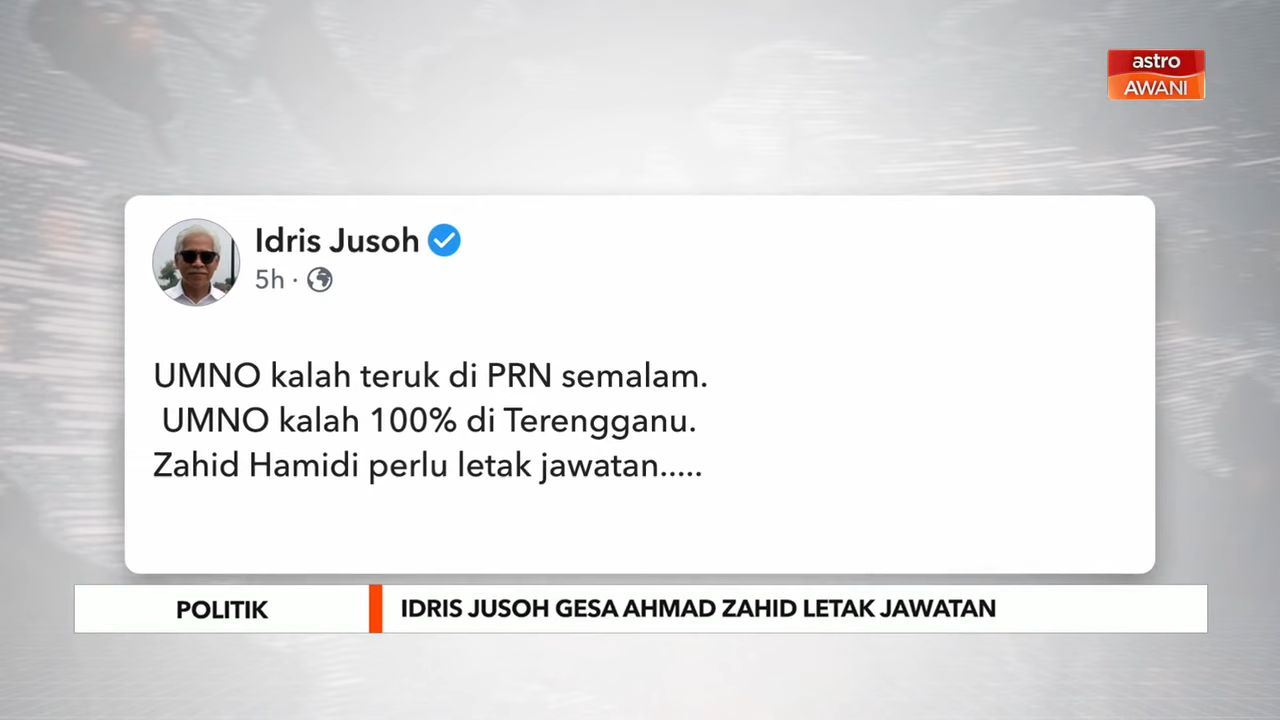 astro
AWANI
Idris Jusoh
5h ·
UMNO kalah teruk di PRN semalam.
UMNO kalah 100% di Terengganu.
Zahid Hamidi perlu letak jawatan.....
POLITIK
IDRIS JUSOH GESA AHMAD ZAHID LETAK JAWATAN